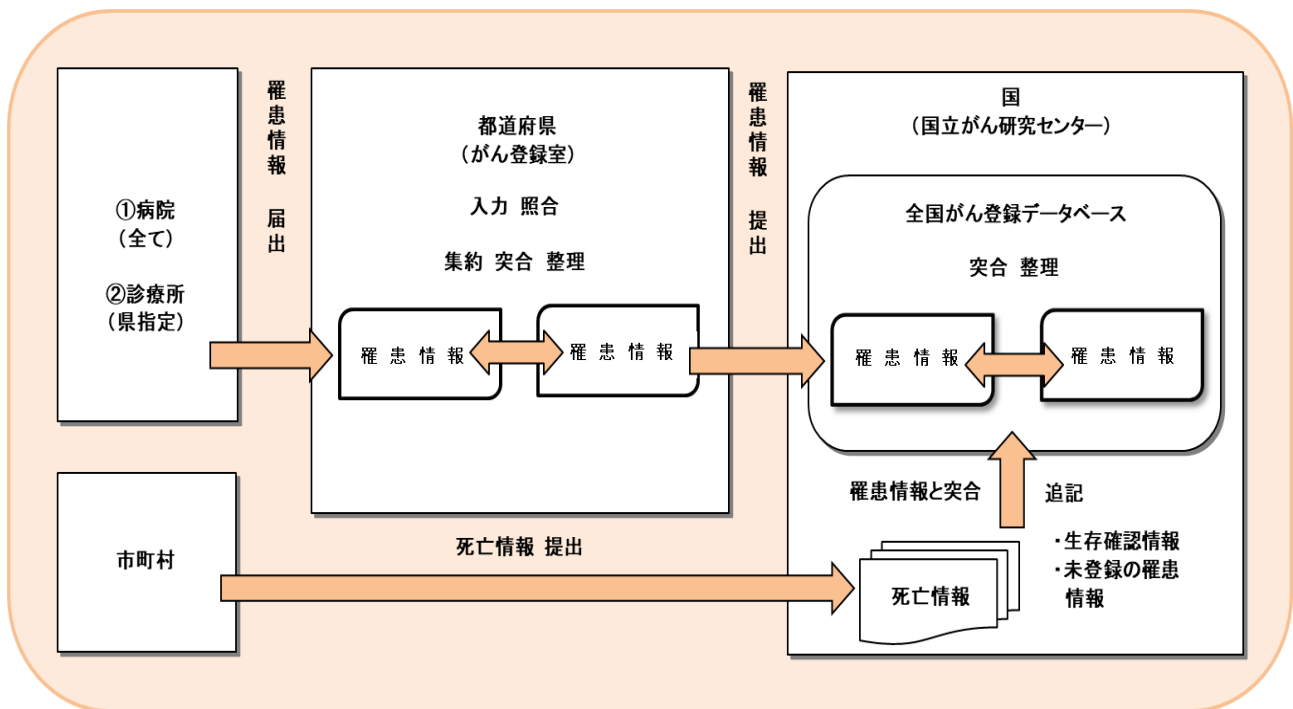 ①病院
(全て)
②診療所
(県指定)
罹患情報 届出
都道府県
(がん登録室)
入力 照合
集約 突合 整理
罹患情報
罹患情報
罹患情報 提出
国
(国立がん研究センター)
全国がん登録データベース
突合 整理
罹患情報
罹患情報
罹患情報と突合
追記
・生存確認情報
・未登録の罹患
情報
市町村
死亡情報 提出
死亡情報